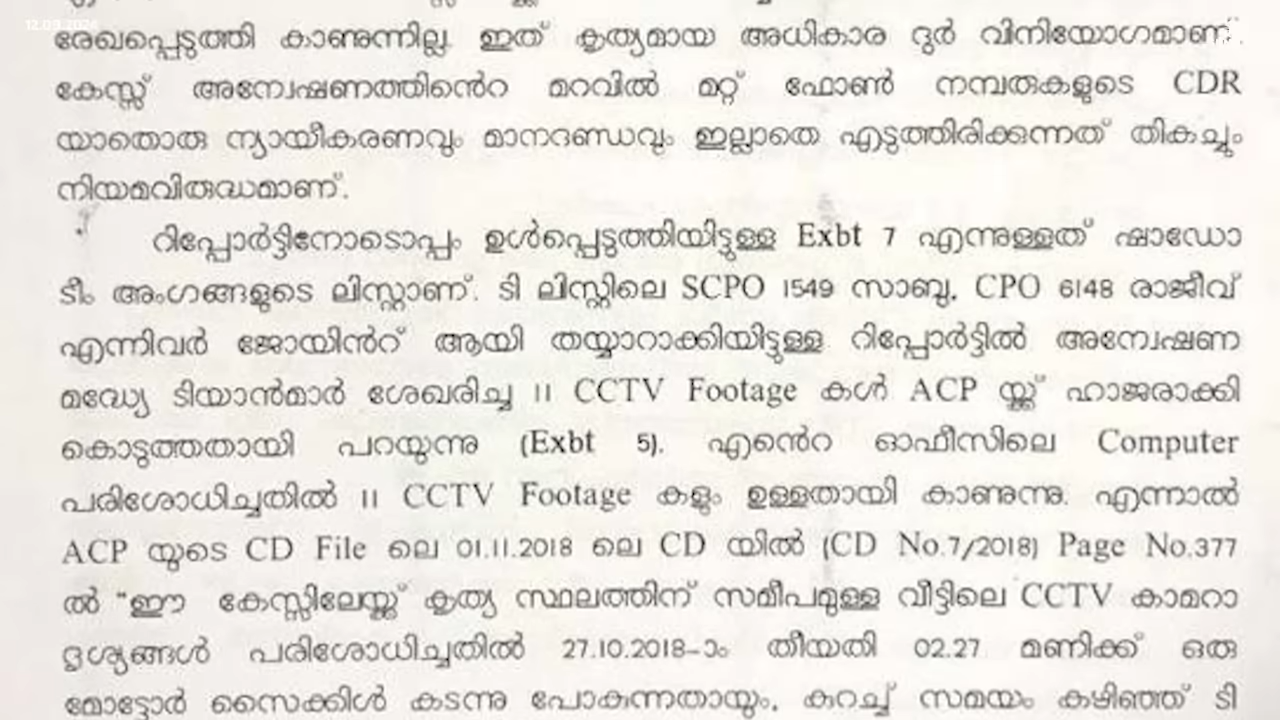 12.09.2024
രേഖപ്പെടുത്തി കാണുന്നില്ല. ഇത് കൃത്യമായ അധികാര ദുർ വിനിയോഗമാണ്.
കേസ്സ് അന്വേഷണത്തിൻെറ മറവിൽ മറ്റ് ഫോൺ നമ്പരുകളുടെ CDR
യാതൊരു ന്യായീകരണവും മാനദണ്ഡവും ഇല്ലാതെ എടുത്തിരിക്കുന്നത് തികച്ചും
നിയമവിരുദ്ധമാണ്.
റിപ്പോർട്ടിനോടൊപ്പം ഉൾപ്പെടുത്തിയിട്ടുള്ള Exbt 7 എന്നുള്ളത് ഷാഡോ
ടീം അംഗങ്ങളുടെ ലിസ്റ്റാണ്. ടി ലിസ്റ്റിലെ SCPO 1549 സാബു, CPO 6148 രാജീവ്
എന്നിവർ ജോയിൻറ് ആയി തയ്യാറാക്കിയിട്ടുള്ള റിപ്പോർട്ടിൽ അന്വേഷണ
മദ്ധ്യേ ടിയാൻമാർ ശേഖരിച്ച 11 CCTV Footage കൾ ACP യ്ക്ക് ഹാജരാക്കി
കൊടുത്തതായി പറയുന്നു (Exbt 5). എൻെറ ഓഫീസിലെ Computer
പരിശോധിച്ചതിൽ 11 CCTV Footage കളും ഉള്ളതായി കാണുന്നു. എന്നാൽ
ACP യുടെ CD File ലെ 01.11.2018 ലെ CD യിൽ (CD No.7/2018) Page No.377
ൽ "ഈ കേസ്സിലേയ്ക്ക് കൃത്യ സ്ഥലത്തിന് സമീപമുള്ള വീട്ടിലെ CCTV കാമറാ
ദൃശ്യങ്ങൾ പരിശോധിച്ചതിൽ 27.10.2018-ാം തീയതി 02.27 മണിക്ക് ഒരു
മോട്ടോർ സൈക്കിൾ കടന്നു പോകുന്നതായും, കുറച്ച് സമയം കഴിഞ്ഞ് ടി